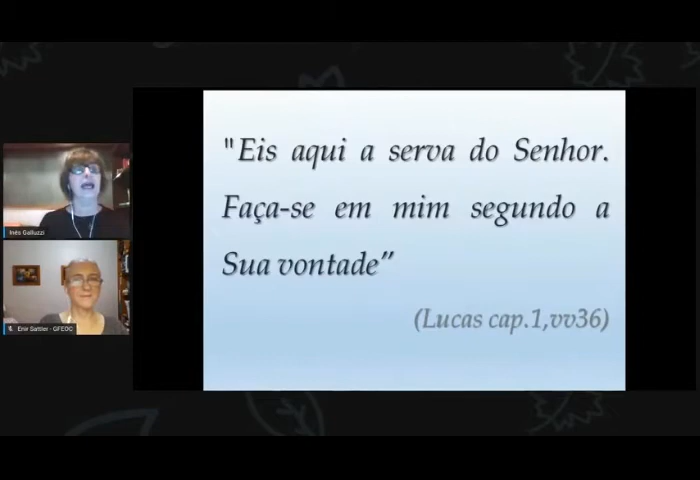 "Eis aqui a serva do Senhor.
Faça-se em mim segundo a
Sua vontade”
(Lucas cap.1,vv36)
Inês Galluzzi
Enir Sattler - GFEOC